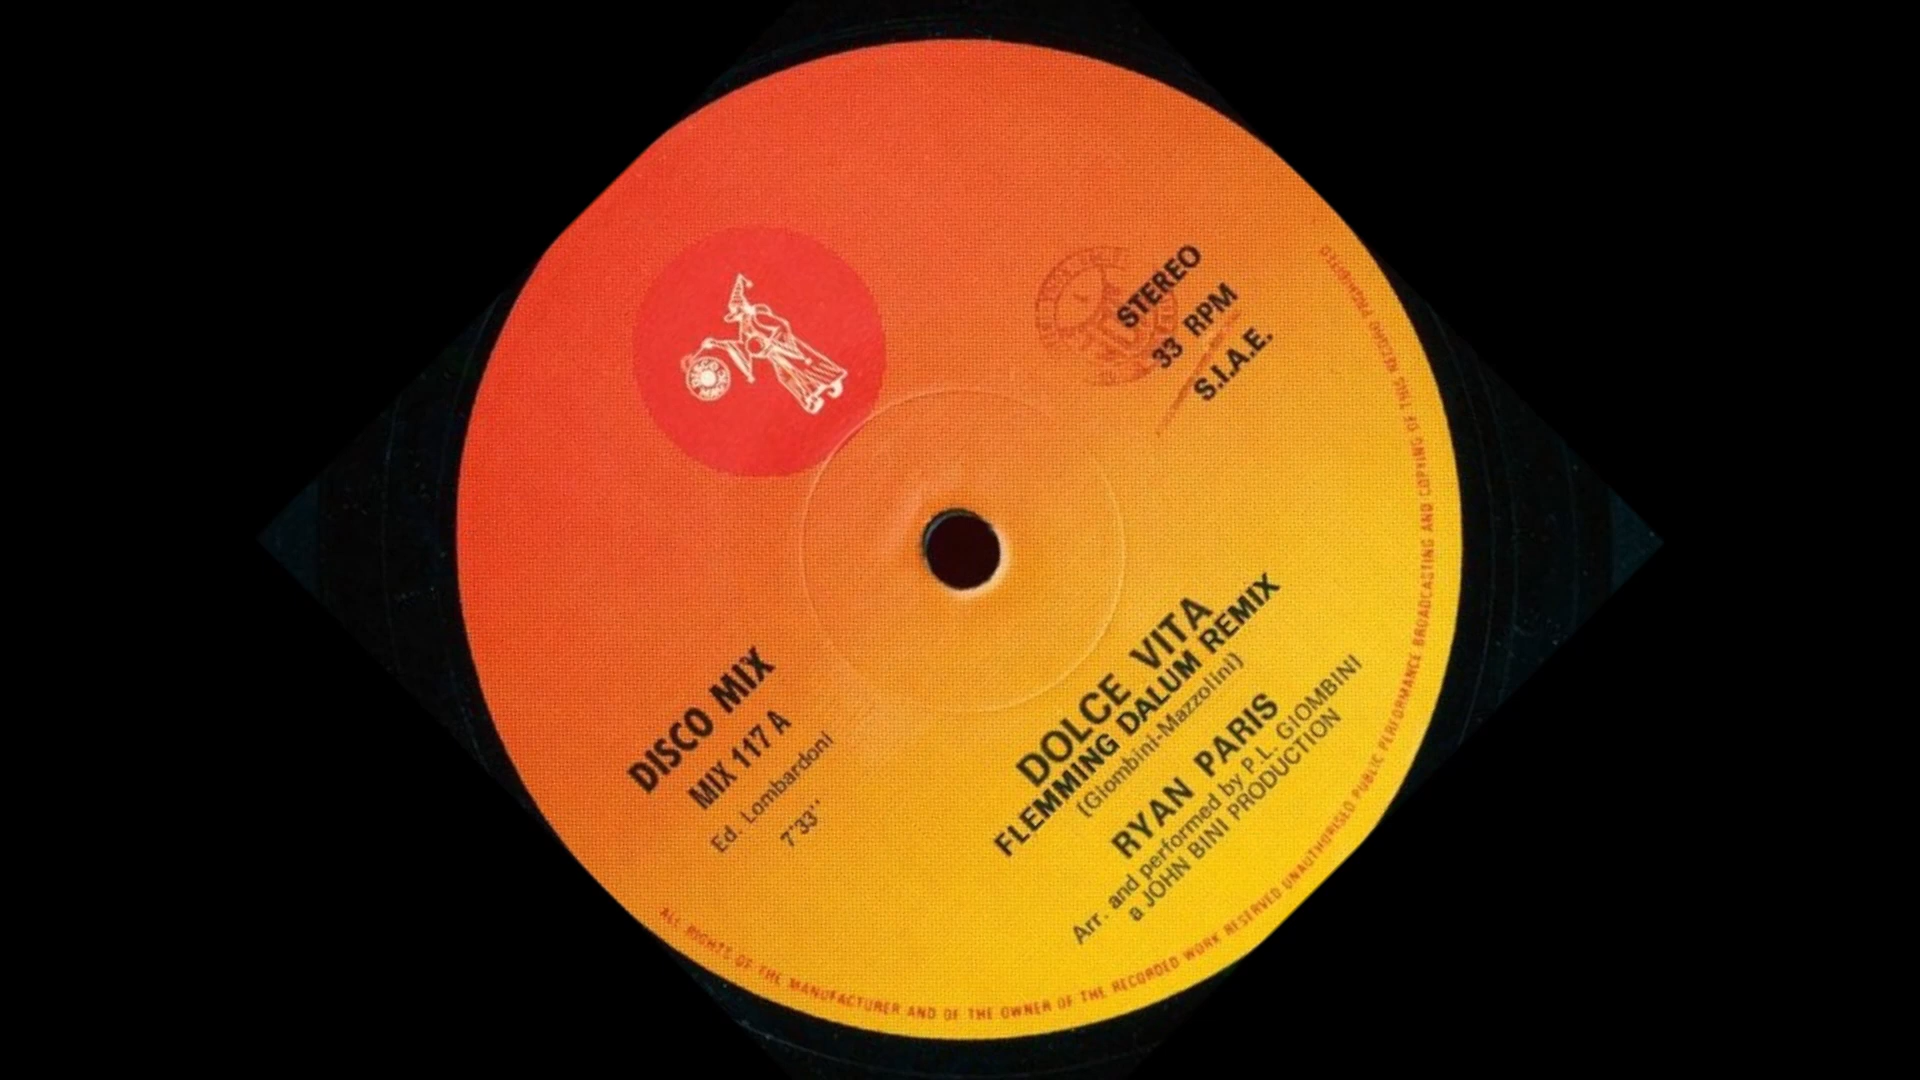 STEREO
33 RPM
S.I.A.E.
DISCO MIX
MIX 117 A
Ed. Lombardoni
7'33''
DOLCE VITA
FLEMMING DALUM REMIX
(Giombini-Mazzolini)
RYAN PARIS
Arr. and performed by P.L. GIOMBINI
a JOHN BINI PRODUCTION
ALL RIGHTS OF THE MANUFACTURER AND OF THE OWNER OF THE RECORDED WORK RESERVED UNAUTHORISED PUBLIC PERFORMANCE BROADCASTING AND COPYING OF THIS RECORD PROHIBITED